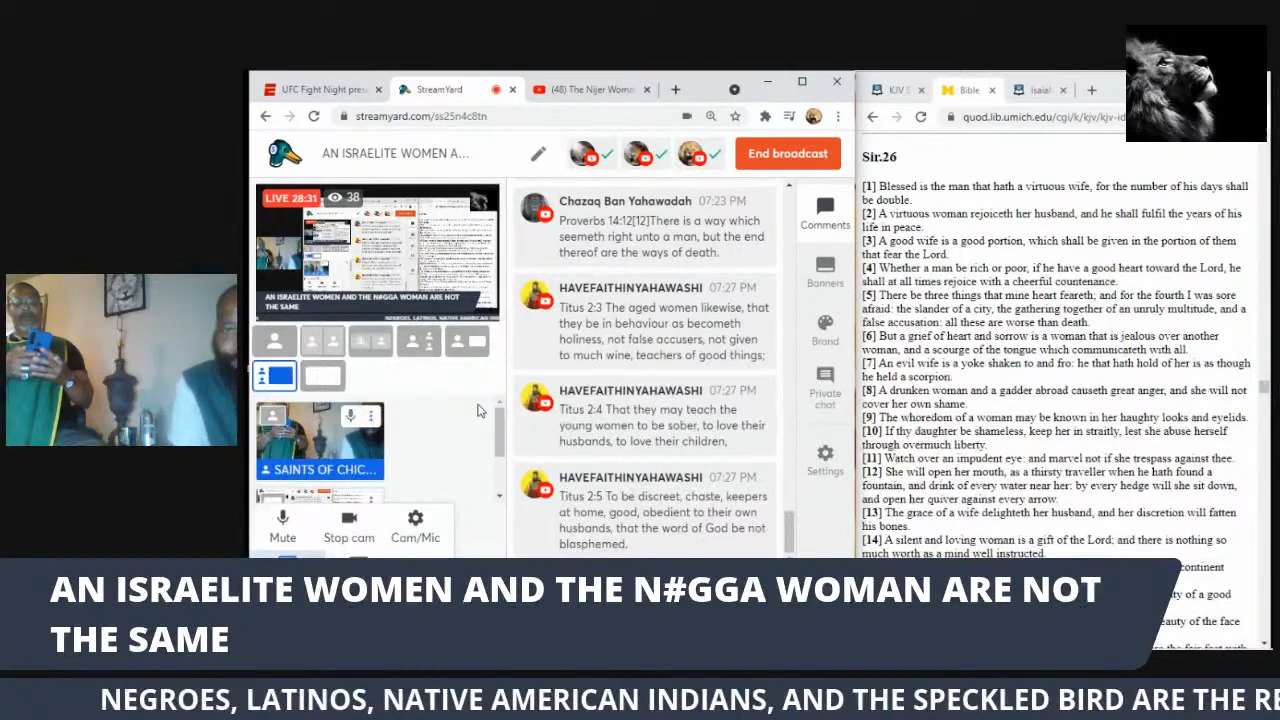 UFC Fight Night pres
StreamYard
(48) The Nijer Woma
streamyard.com/ss25n4c8tn
AN ISRAELITE WOMEN A...
End broadcast
LIVE 28:31
38
AN ISRAELITE WOMEN AND THE N#GGA WOMAN ARE NOT
THE SAME
SAINTS OF CHIC...
Mute
Stop cam
Cam/Mic
Chazaq Ban Yahawadah 07:23 PM
Proverbs 14:12[12]There is a way which
seemeth right unto a man, but the end
thereof are the ways of death.
HAVEFAITHINYAHAWASHI 07:27 PM
Titus 2:3 The aged women likewise, that
they be in behaviour as becometh
holiness, not false accusers, not given
to much wine, teachers of good things;
HAVEFAITHINYAHAWASHI 07:27 PM
Titus 2:4 That they may teach the
young women to be sober, to love their
husbands, to love their children,
HAVEFAITHINYAHAWASHI 07:27 PM
Titus 2:5 To be discreet, chaste, keepers
at home, good, obedient to their own
husbands, that the word of God be not
blasphemed.
Comments
Banners
Brand
Private
chat
Settings
KJV S
Bible
Isaial
quod.lib.umich.edu/cgi/k/kjv/kjv-id
Sir.26
[1] Blessed is the man that hath a virtuous wife, for the number of his days shall
be double.
[2] A virtuous woman rejoiceth her husband, and he shall fulfil the years of his
life in peace.
[3] A good wife is a good portion, which shall be given in the portion of them
that fear the Lord.
[4] Whether a man be rich or poor, if he have a good heart toward the Lord, he
shall at all times rejoice with a cheerful countenance.
[5] There be three things that mine heart feareth; and for the fourth I was sore
afraid: the slander of a city, the gathering together of an unruly multitude, and a
false accusation: all these are worse than death.
[6] But a grief of heart and sorrow is a woman that is jealous over another
woman, and a scourge of the tongue which communicateth with all.
[7] An evil wife is a yoke shaken to and fro: he that hath hold of her is as though
he held a scorpion.
[8] A drunken woman and a gadder abroad causeth great anger, and she will not
cover her own shame.
[9] The whoredom of a woman may be known in her haughty looks and eyelids.
[10] If thy daughter be shameless, keep her in straitly, lest she abuse herself
through overmuch liberty.
[11] Watch over an impudent eye: and marvel not if she trespass against thee.
[12] She will open her mouth, as a thirsty traveller when he hath found a
fountain, and drink of every water near her: by every hedge will she sit down,
and open her quiver against every arrow.
[13] The grace of a wife delighteth her husband, and her discretion will fatten
his bones.
[14] A silent and loving woman is a gift of the Lord; and there is nothing so
much worth as a mind well instructed.
continent
ty of a good
eauty of the face
AN ISRAELITE WOMEN AND THE N#GGA WOMAN ARE NOT
THE SAME
NEGROES, LATINOS, NATIVE AMERICAN INDIANS, AND THE SPECKLED BIRD ARE THE RE